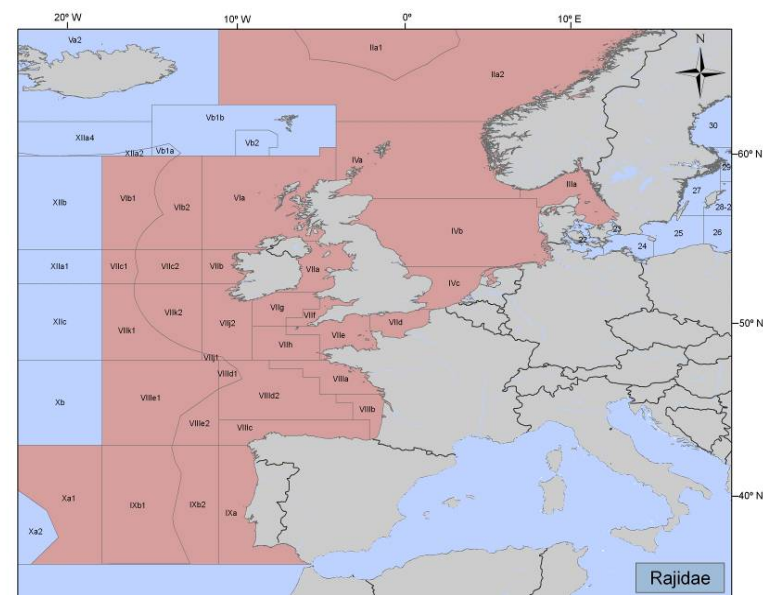 20° W 10° W 0° 10° E
Va2 IIa1 N
IIa2
Vb1b 30
XIIa4 Vb2
XIIa2 Vb1a IVa 60° N
29
IIIa 27
XIIb VIb1 VIb2 VIa 28-2
IVb 23 25 26
22 24
XIIa1 VIIc1 VIIc2 VIIb VIIa
IVc
XIIc VIIk1 VIIk2 VIIj2 VIIg VIIf VIId 50° N
VIIh VIIe
VIIj1
VIIId1 VIIIa
Xb VIIIe1 VIIId2 VIIIb
VIIIe2 VIIIc
Xa1 IXb1 IXb2 IXa 40° N
Xa2
Rajidae